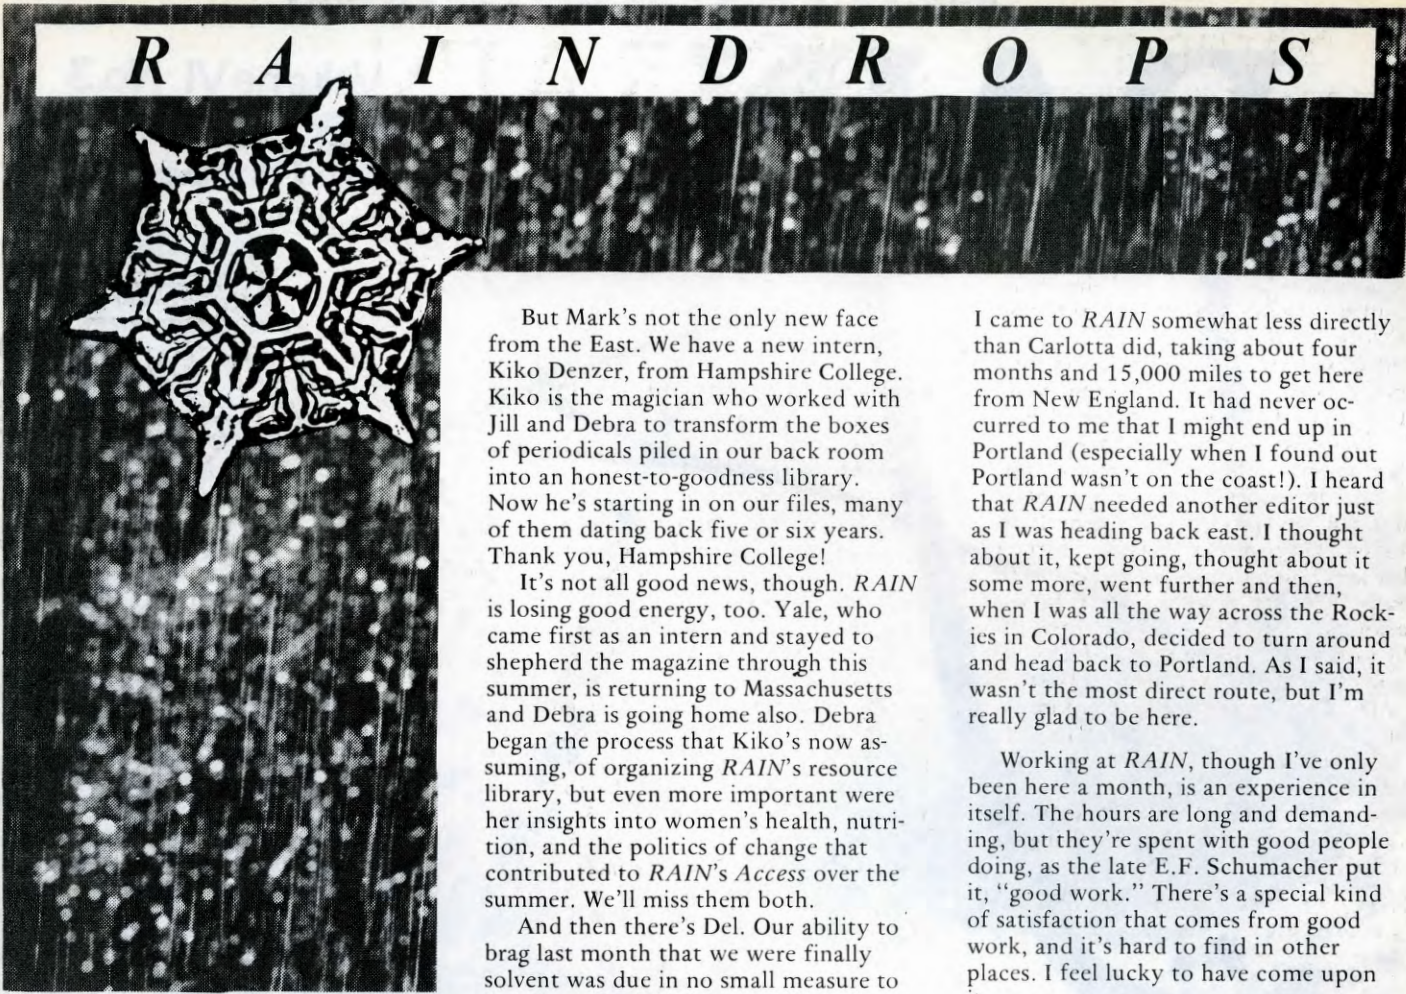 RAINDROPS
But Mark's not the only new face
from the East. We have a new intern,
Kiko Denzer, from Hampshire College.
Kiko is the magician who worked with
Jill and Debra to transform the boxes
of periodicals piled in our back room
into an honest-to-goodness library.
Now he's starting in on our files, many
of them dating back five or six years.
Thank you, Hampshire College!
It's not all good news, though. RAIN
is losing good energy, too. Yale, who
came first as an intern and stayed to
shepherd the magazine through this
summer, is returning to Massachusetts
and Debra is going home also. Debra
began the process that Kiko's now as-
suming, of organizing RAIN's resource
library, but even more important were
her insights into women's health, nutri-
tion, and the politics of change that
contributed to RAIN's Access over the
summer. We'll miss them both.
And then there's Del. Our ability to
brag last month that we were finally
solvent was due in no small measure to
I came to RAIN somewhat less directly
than Carlotta did, taking about four
months and 15,000 miles to get here
from New England. It had never oc-
curred to me that I might end up in
Portland (especially when I found out
Portland wasn't on the coast!). I heard
that RAIN needed another editor just
as I was heading back east. I thought
about it, kept going, thought about it
some more, went further and then,
when I was all the way across the Rock-
ies in Colorado, decided to turn around
and head back to Portland. As I said, it
wasn't the most direct route, but I'm
really glad to be here.
Working at RAIN, though I've only
been here a month, is an experience in
itself. The hours are long and demand-
ing, but they're spent with good people
doing, as the late E.F. Schumacher put
it, "good work." There's a special kind
of satisfaction that comes from good
work, and it's hard to find in other
places. I feel lucky to have come upon